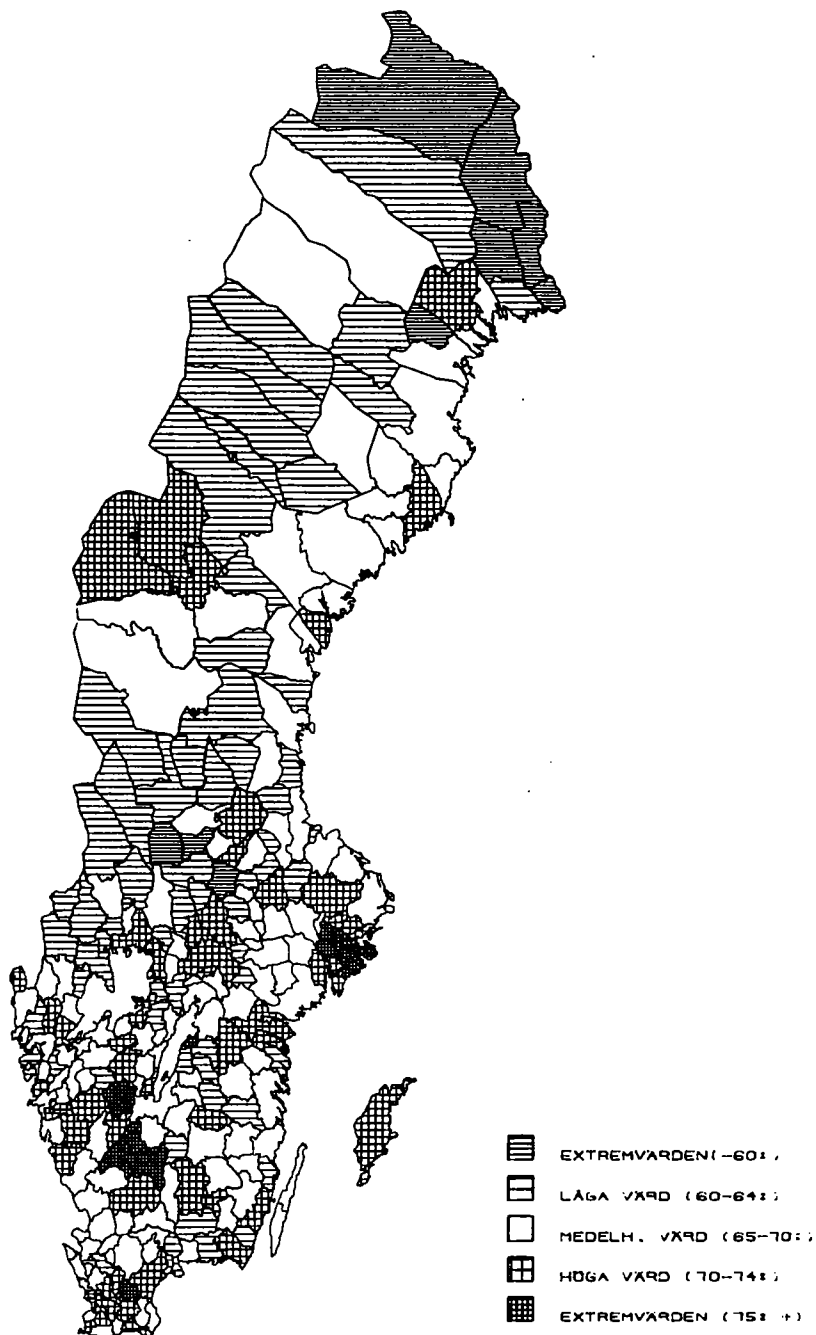 EXTREMVÄRDEN (-60%)
LÅGA VÄRD (60-64%)
MEDELH. VÄRD (65-70%)
HÖGA VÄRD (70-74%)
EXTREMVÄRDEN (75% +)